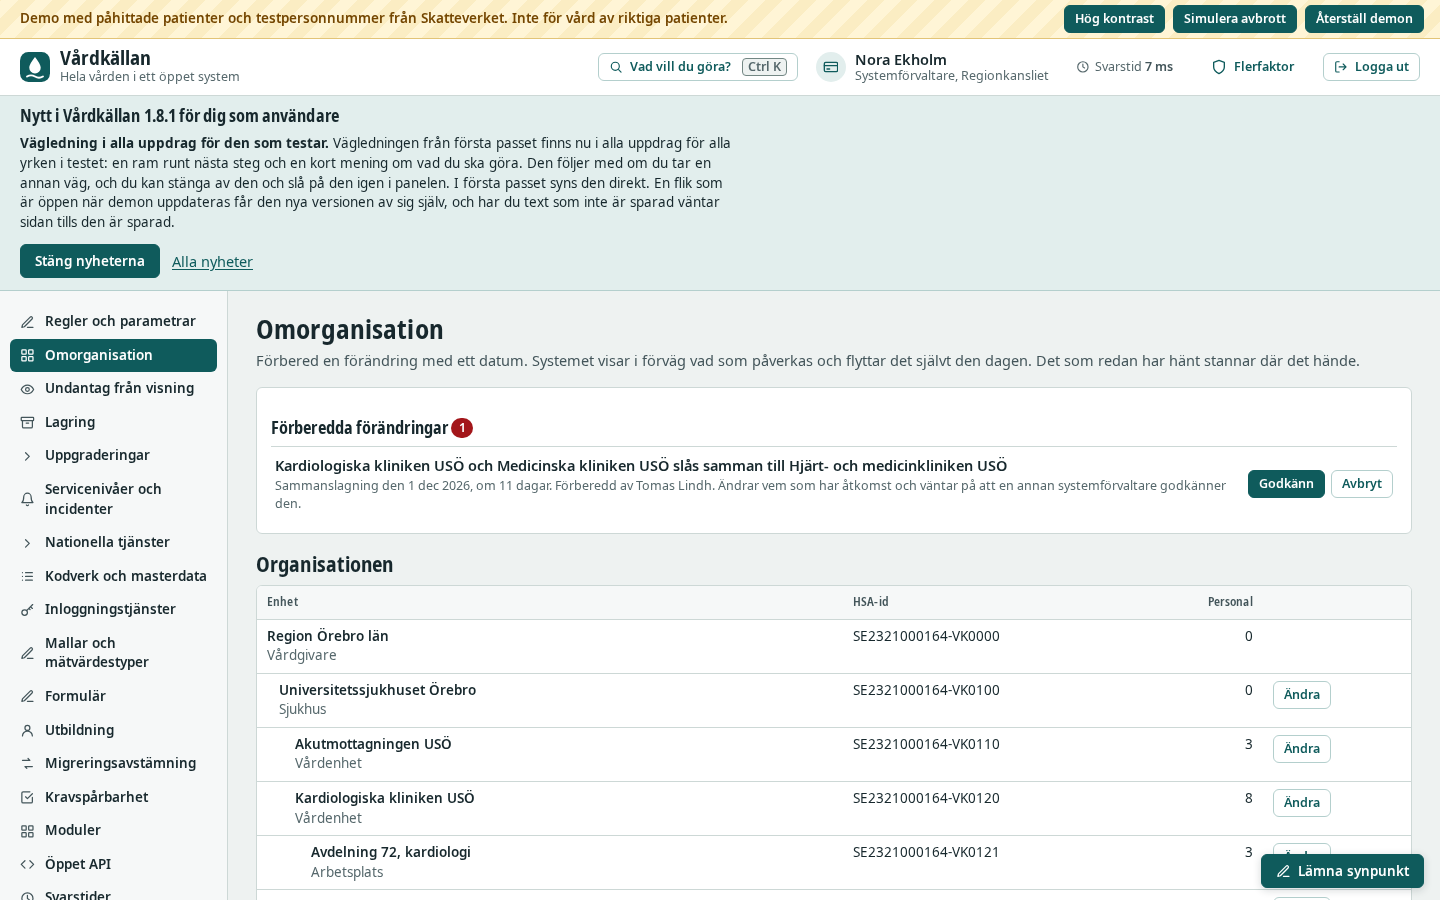 Demo med påhittade patienter och testpersonnummer från Skatteverket. Inte för vård av riktiga patienter.
Hög kontrast
Simulera avbrott
Återställ demon
Vårdkällan
Hela vården i ett öppet system
Vad vill du göra? Ctrl K
Nora Ekholm
Systemförvaltare, Regionkansliet
Svarstid 7 ms
Flerfaktor
Logga ut
Nytt i Vårdkällan 1.8.1 för dig som användare
Vägledning i alla uppdrag för den som testar. Vägledningen från första passet finns nu i alla uppdrag för alla
yrken i testet: en ram runt nästa steg och en kort mening om vad du ska göra. Den följer med om du tar en
annan väg, och du kan stänga av den och slå på den igen i panelen. I första passet syns den direkt. En flik som
är öppen när demon uppdateras får den nya versionen av sig själv, och har du text som inte är sparad väntar
sidan tills den är sparad.
Stäng nyheterna
Alla nyheter
Regler och parametrar
Omorganisation
Undantag från visning
Lagring
Uppgraderingar
Servicenivåer och
incidenter
Nationella tjänster
Kodverk och masterdata
Inloggningstjänster
Mallar och
mätvärdestyper
Formulär
Utbildning
Migreringsavstämning
Kravspårbarhet
Moduler
Öppet API
Svarstider
Omorganisation
Förbered en förändring med ett datum. Systemet visar i förväg vad som påverkas och flyttar det självt den dagen. Det som redan har hänt stannar där det hände.
Förberedda förändringar 1
Kardiologiska kliniken USÖ och Medicinska kliniken USÖ slås samman till Hjärt- och medicinkliniken USÖ
Sammanslagning den 1 dec 2026, om 11 dagar. Förberedd av Tomas Lindh. Ändrar vem som har åtkomst och väntar på att en annan systemförvaltare godkänner
den.
Godkänn
Avbryt
Organisationen
Enhet HSA-id Personal
Region Örebro län SE2321000164-VK0000 0
Vårdgivare
Universitetssjukhuset Örebro SE2321000164-VK0100 0 Ändra
Sjukhus
Akutmottagningen USÖ SE2321000164-VK0110 3 Ändra
Vårdenhet
Kardiologiska kliniken USÖ SE2321000164-VK0120 8 Ändra
Vårdenhet
Avdelning 72, kardiologi SE2321000164-VK0121 3
Arbetsplats
Lämna synpunkt